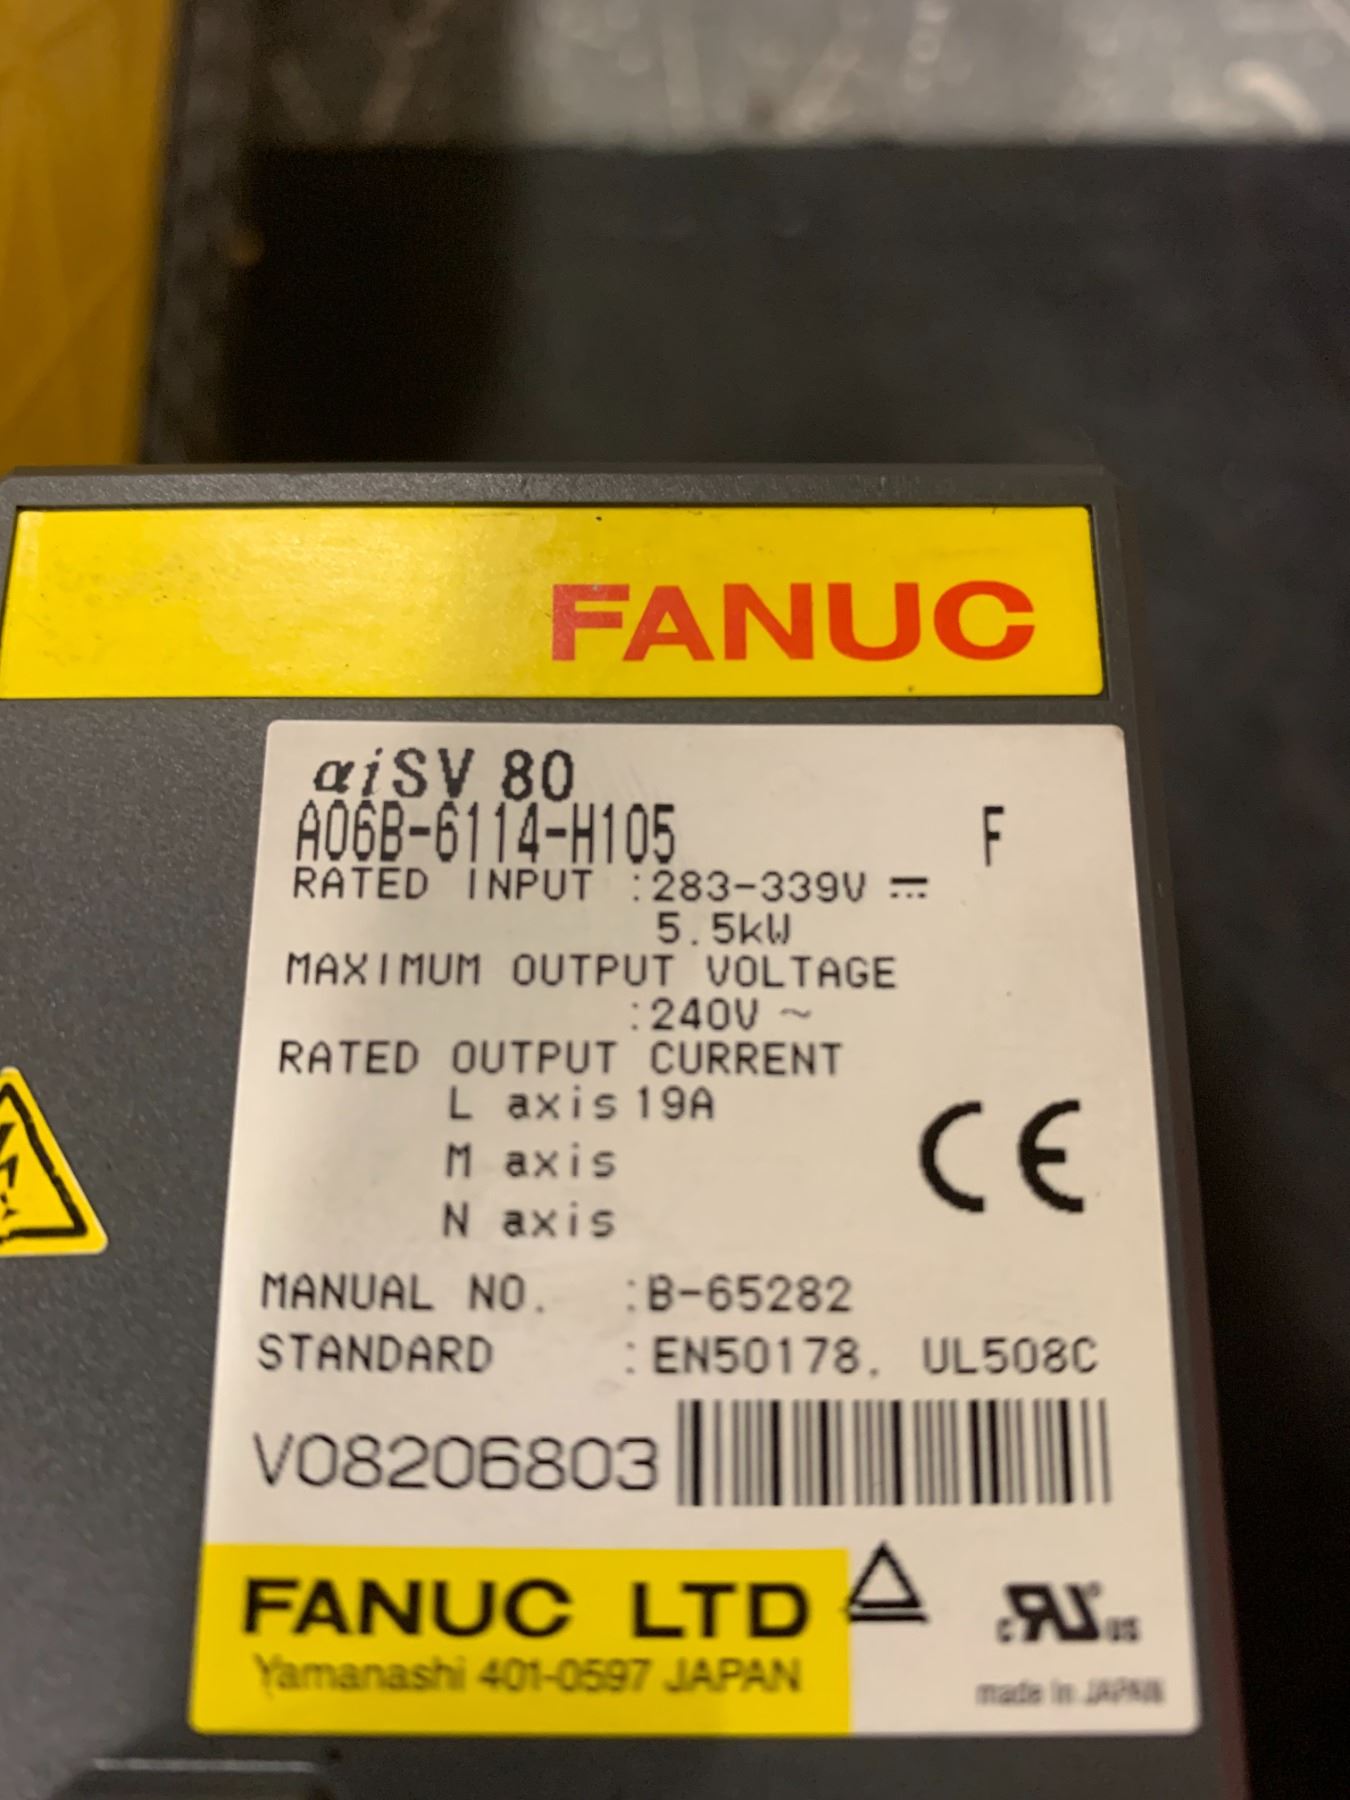 FANUC
αiSV 80
A06B-6114-H105 F
RATED INPUT :283-339V ⎓
5.5kW
MAXIMUM OUTPUT VOLTAGE
:240V ~
RATED OUTPUT CURRENT
L axis 19A
M axis
N axis
CE
MANUAL NO. :B-65282
STANDARD :EN50178, UL508C
V08206803
FANUC LTD
Yamanashi 401-0597 JAPAN
c RU US
made in JAPAN